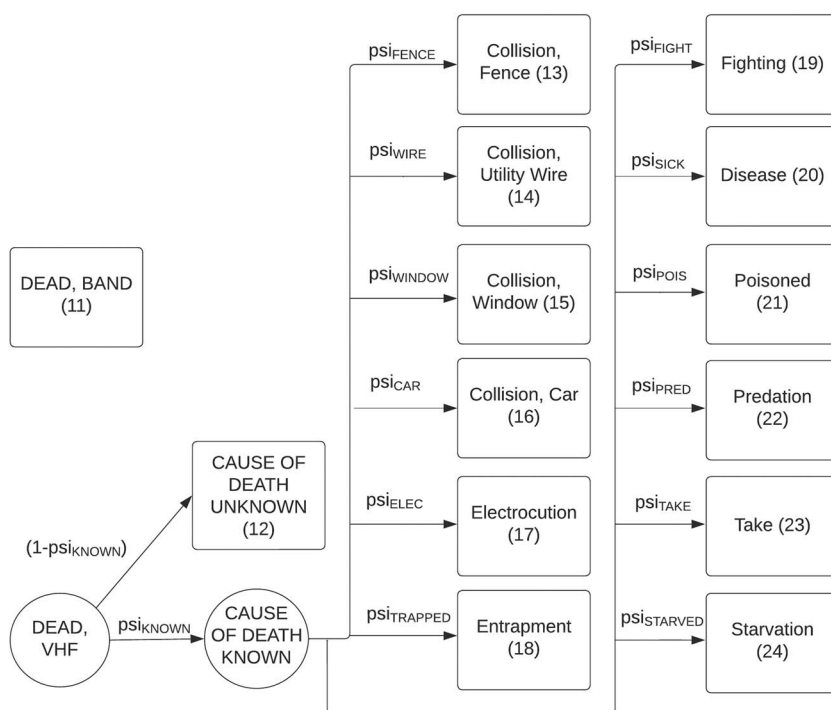 psiFENCE
Collision,
Fence (13)
psiFIGHT
Fighting (19)
psiWIRE
Collision,
Utility Wire
(14)
psiSICK
Disease (20)
DEAD, BAND
(11)
psiWINDOW
Collision,
Window (15)
psiPOIS
Poisoned
(21)
psiCAR
Collision, Car
(16)
psiPRED
Predation
(22)
CAUSE OF
DEATH
UNKNOWN
(12)
psiELEC
Electrocution
(17)
psiTAKE
Take (23)
(1-psiKNOWN)
DEAD,
VHF
psiKNOWN
CAUSE
OF DEATH
KNOWN
psiTRAPPED
Entrapment
(18)
psiSTARVED
Starvation
(24)